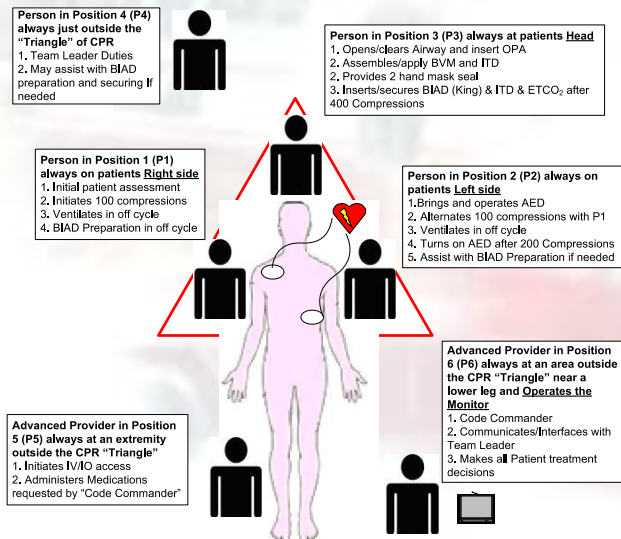 Person in Position 4 (P4)
always just outside the
“Triangle” of CPR
1. Team Leader Duties
2. May assist with BIAD
preparation and securing If
needed
Person in Position 3 (P3) always at patients Head
1. Opens/clears Airway and insert OPA
2. Assembles/apply BVM and ITD
2. Provides 2 hand mask seal
3. Inserts/secures BIAD (King) & ITD & ETCO₂ after
400 Compressions
Person in Position 1 (P1)
always on patients Right side
1. Initial patient assessment
2. Initiates 100 compressions
3. Ventilates in off cycle
4. BIAD Preparation in off cycle
Person in Position 2 (P2) always on
patients Left side
1.Brings and operates AED
2. Alternates 100 compressions with P1
3. Ventilates in off cycle
4. Turns on AED after 200 Compressions
5. Assist with BIAD Preparation if needed
Advanced Provider in Position
6 (P6) always at an area outside
the CPR “Triangle” near a
lower leg and Operates the
Monitor
1. Code Commander
2. Communicates/Interfaces with
Team Leader
3. Makes all Patient treatment
decisions
Advanced Provider in Position
5 (P5) always at an extremity
outside the CPR “Triangle”
1. Initiates IV/IO access
2. Administers Medications
requested by “Code Commander”